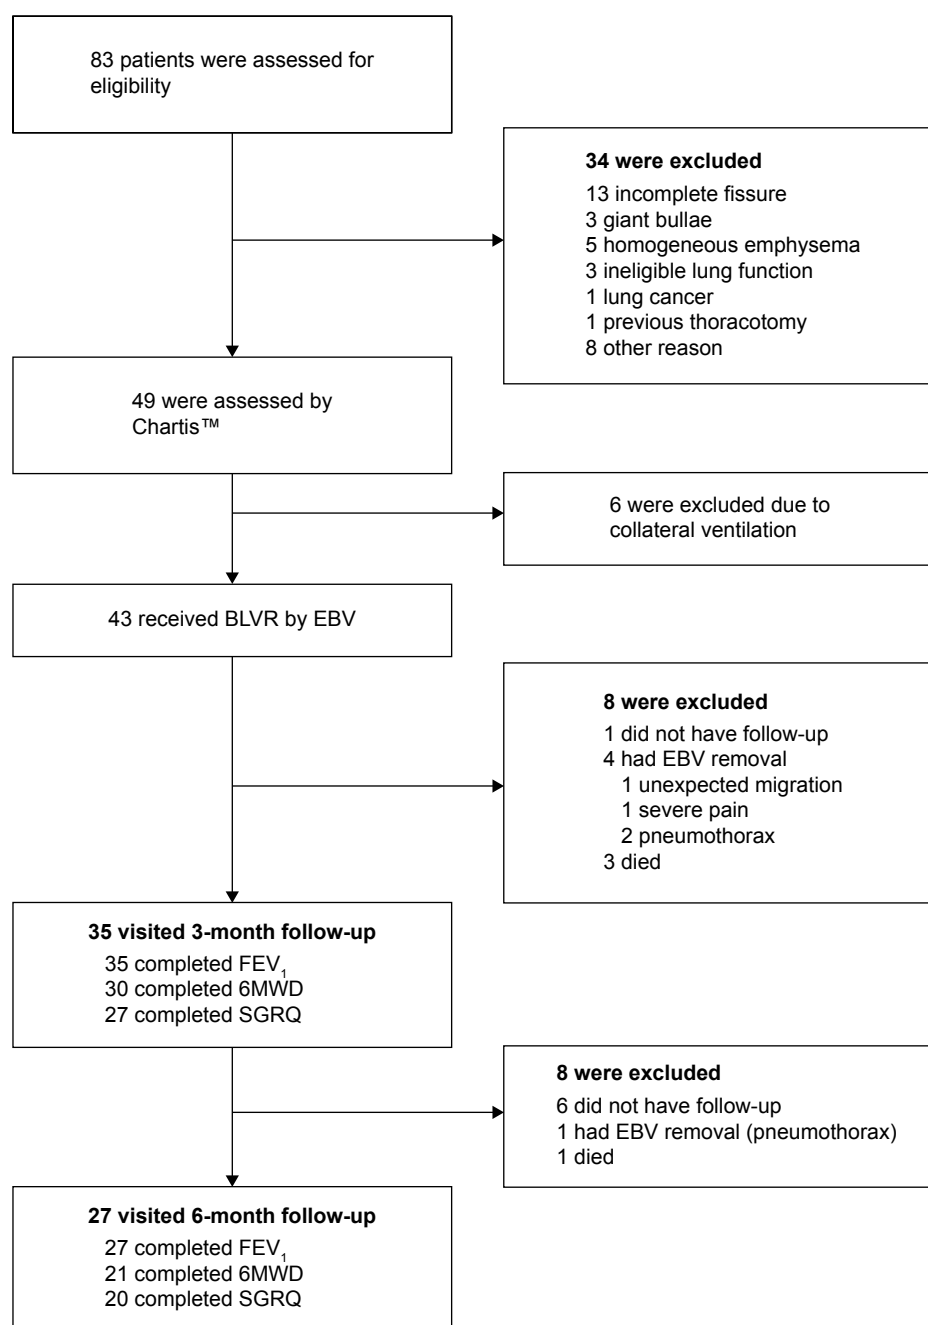 83 patients were assessed for
eligibility
34 were excluded
13 incomplete fissure
3 giant bullae
5 homogeneous emphysema
3 ineligible lung function
1 lung cancer
1 previous thoracotomy
8 other reason
49 were assessed by
Chartis™
6 were excluded due to
collateral ventilation
43 received BLVR by EBV
8 were excluded
1 did not have follow-up
4 had EBV removal
1 unexpected migration
1 severe pain
2 pneumothorax
3 died
35 visited 3-month follow-up
35 completed FEV₁
30 completed 6MWD
27 completed SGRQ
8 were excluded
6 did not have follow-up
1 had EBV removal (pneumothorax)
1 died
27 visited 6-month follow-up
27 completed FEV₁
21 completed 6MWD
20 completed SGRQ